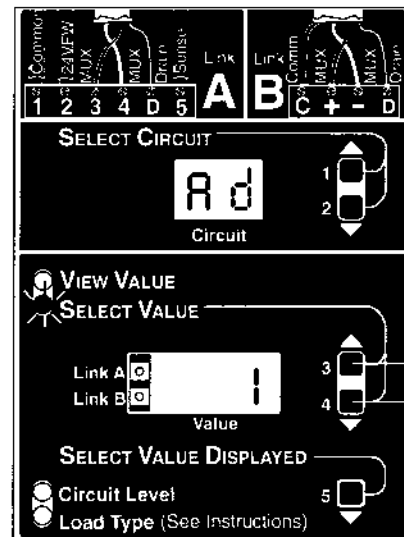 (Common
24VFW
MUX
MUX
Drain
Sense
Link
A
1 2 3 4 D 5
Link
B
Comm
MUX
MUX
Drain
C + - D
SELECT CIRCUIT
1
2
Ad
Circuit
VIEW VALUE
SELECT VALUE
Link A
Link B
1
Value
3
4
SELECT VALUE DISPLAYED
Circuit Level
Load Type (See Instructions)
5